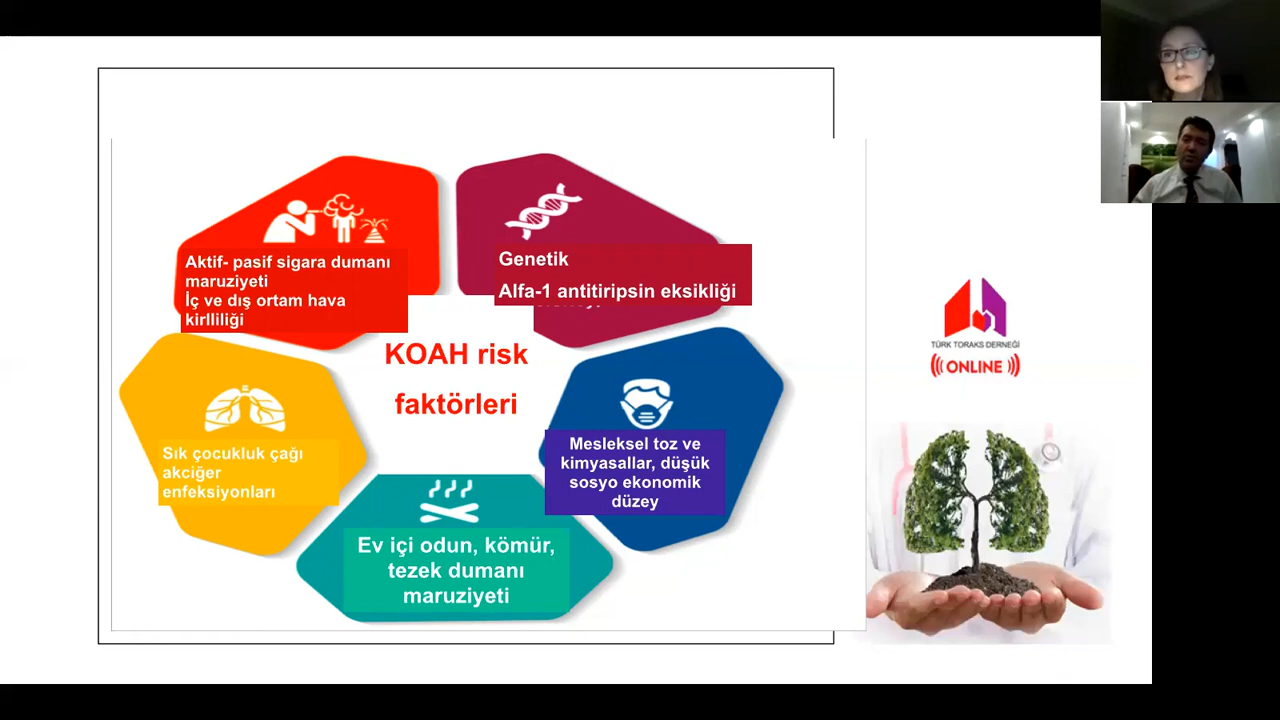 Aktif- pasif sigara dumanı
maruziyeti
İç ve dış ortam hava
kirlliliği
Genetik
Alfa-1 antitiripsin eksikliği
KOAH risk
faktörleri
Sık çocukluk çağı
akciğer
enfeksiyonları
Mesleksel toz ve
kimyasallar, düşük
sosyo ekonomik
düzey
Ev içi odun, kömür,
tezek dumanı
maruziyeti
TÜRK TORAKS DERNEĞİ
ONLINE